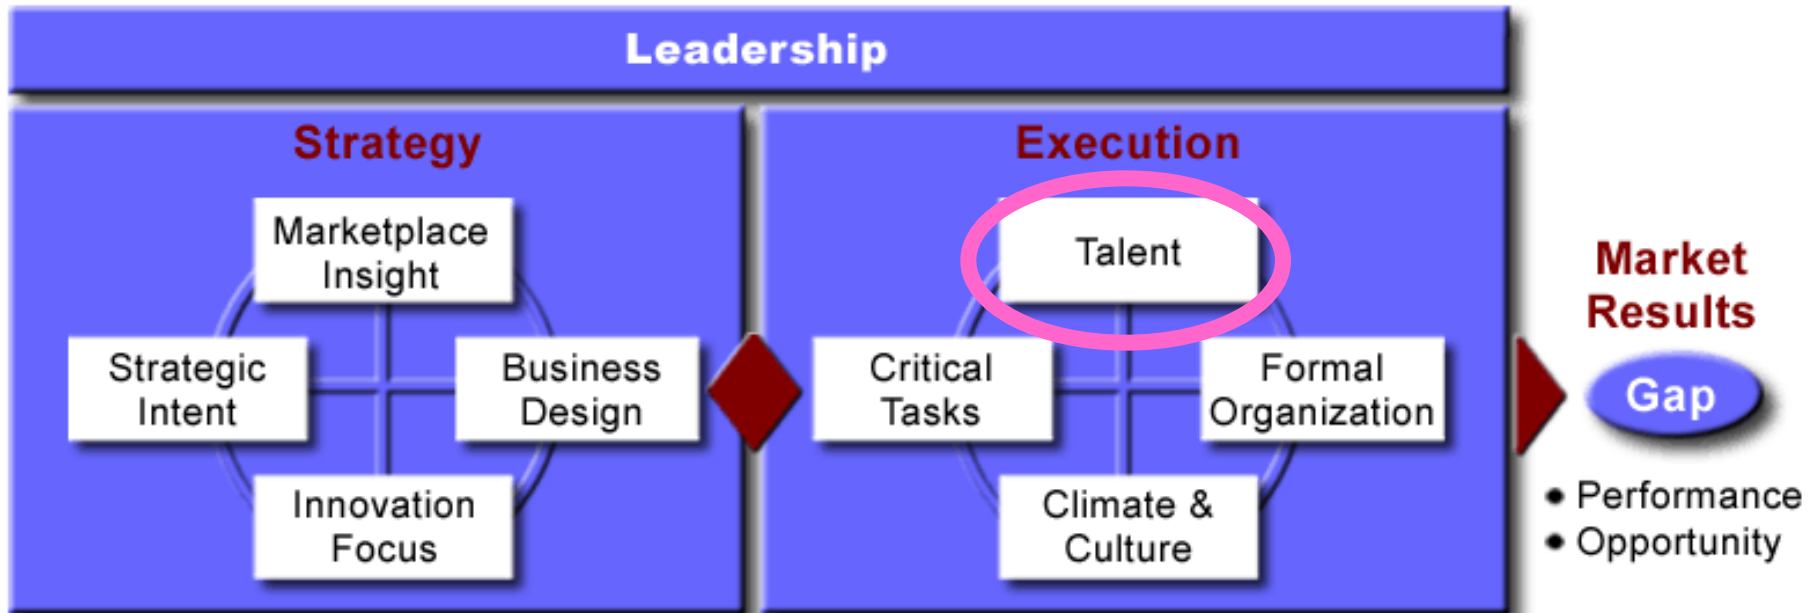 Leadership
Strategy
Marketplace
Insight
Strategic
Intent
Business
Design
Innovation
Focus
Execution
Talent
Critical
Tasks
Formal
Organization
Climate &
Culture
Market
Results
Gap
• Performance
• Opportunity